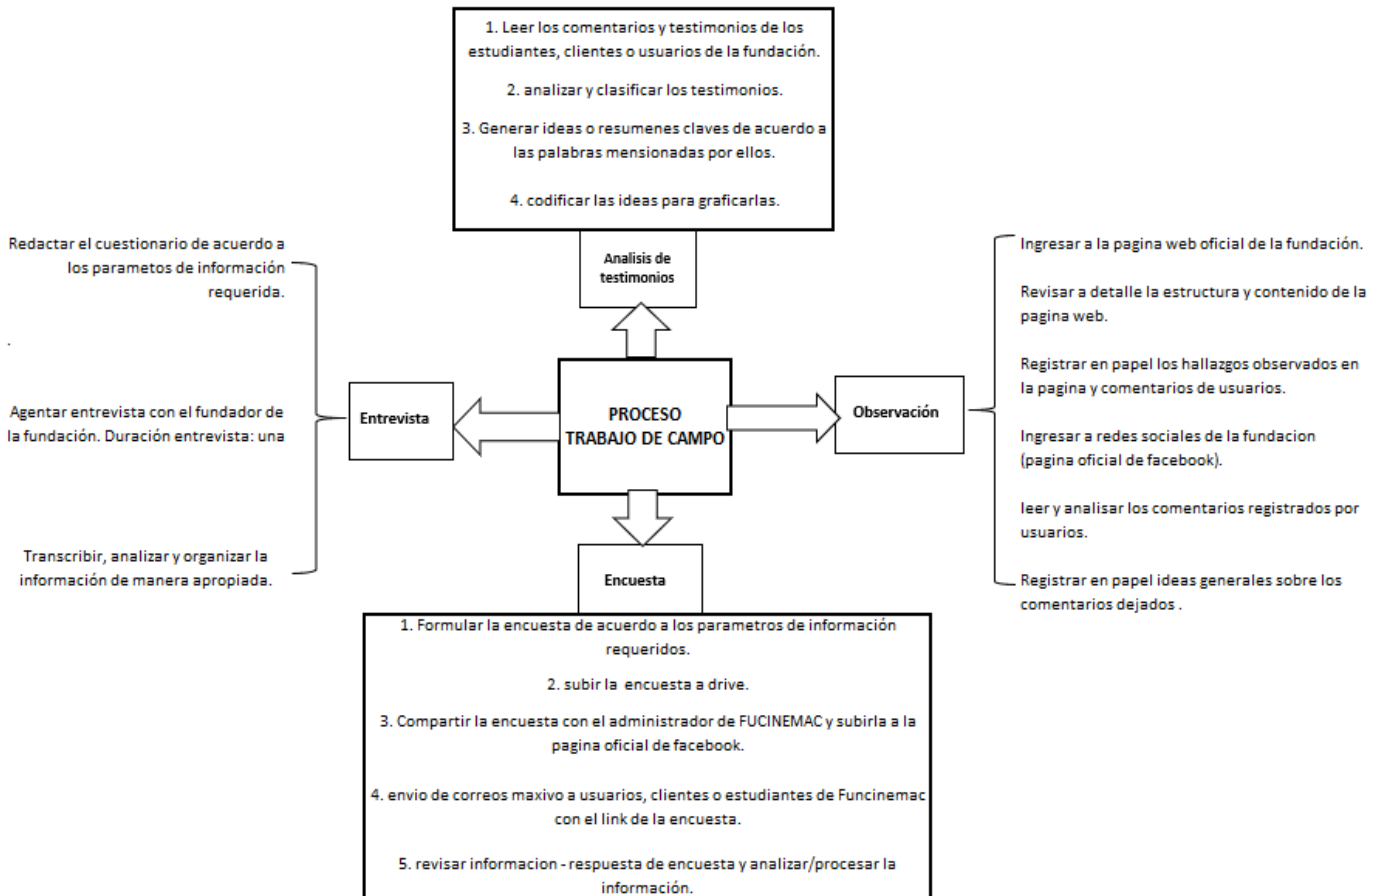 1. Leer los comentarios y testimonios de los
estudiantes, clientes o usuarios de la fundación.
2. analizar y clasificar los testimonios.
3. Generar ideas o resumenes claves de acuerdo a
las palabras mencionadas por ellos.
4. codificar las ideas para graficarlas.
Analisis de
testimonios
Redactar el cuestionario de acuerdo a
los parametos de información
requerida.
.
Agentar entrevista con el fundador de
la fundación. Duración entrevista: una
Transcribir, analizar y organizar la
información de manera apropiada.
Entrevista
PROCESO
TRABAJO DE CAMPO
Observación
Ingresar a la pagina web oficial de la fundación.
Revisar a detalle la estructura y contenido de la
pagina web.
Registrar en papel los hallazgos observados en
la pagina y comentarios de usuarios.
Ingresar a redes sociales de la fundacion
(pagina oficial de facebook).
leer y analisar los comentarios registrados por
usuarios.
Registrar en papel ideas generales sobre los
comentarios dejados .
Encuesta
1. Formular la encuesta de acuerdo a los parametros de información
requeridos.
2. subir la  encuesta a drive.
3. Compartir la encuesta con el administrador de FUCINEMAC y subirla a la
pagina oficial de facebook.
4. envio de correos maxivo a usuarios, clientes o estudiantes de Funcinemac
con el link de la encuesta.
5. revisar informacion - respuesta de encuesta y analizar/procesar la
información.